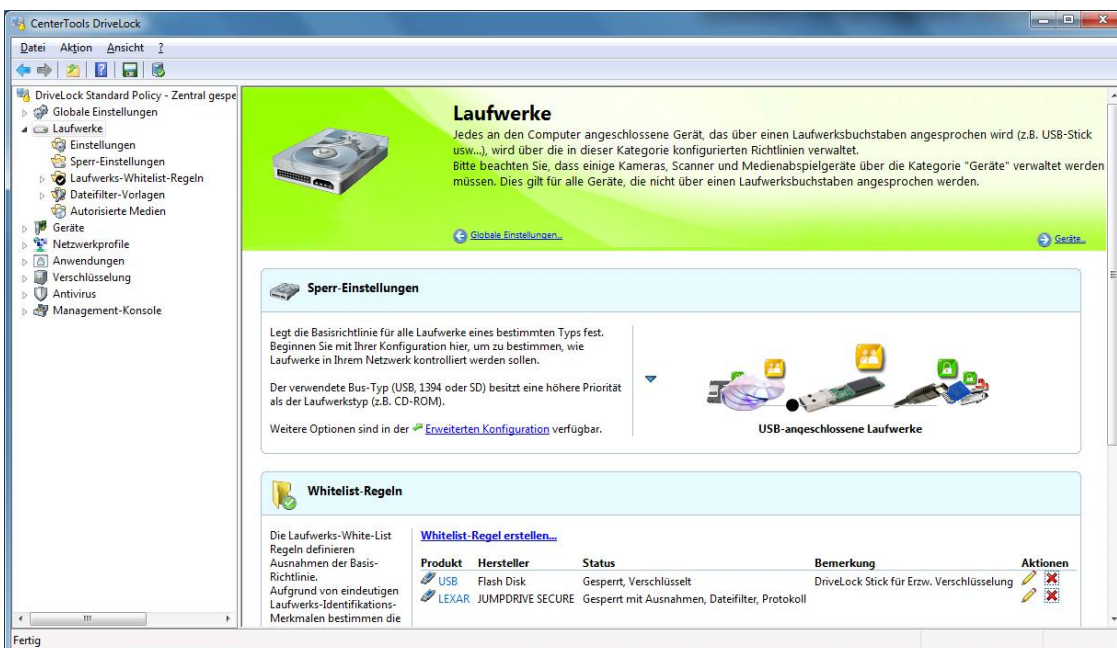 CenterTools DriveLock
Datei Aktion Ansicht ?
DriveLock Standard Policy - Zentral gespe
Globale Einstellungen
Laufwerke
Einstellungen
Sperr-Einstellungen
Laufwerks-Whitelist-Regeln
Dateifilter-Vorlagen
Autorisierte Medien
Geräte
Netzwerkprofile
Anwendungen
Verschlüsselung
Antivirus
Management-Konsole
Laufwerke
Jedes an den Computer angeschlossene Gerät, das über einen Laufwerksbuchstaben angesprochen wird (z.B. USB-Stick
usw...), wird über die in dieser Kategorie konfigurierten Richtlinien verwaltet.
Bitte beachten Sie, dass einige Kameras, Scanner und Medienabspielgeräte über die Kategorie "Geräte" verwaltet werden
müssen. Dies gilt für alle Geräte, die nicht über einen Laufwerksbuchstaben angesprochen werden.
Globale Einstellungen...
Geräte...
Sperr-Einstellungen
Legt die Basisrichtlinie für alle Laufwerke eines bestimmten Typs fest.
Beginnen Sie mit Ihrer Konfiguration hier, um zu bestimmen, wie
Laufwerke in Ihrem Netzwerk kontrolliert werden sollen.
Der verwendete Bus-Typ (USB, 1394 oder SD) besitzt eine höhere Priorität
als der Laufwerkstyp (z.B. CD-ROM).
Weitere Optionen sind in der Erweiterten Konfiguration verfügbar.
USB-angeschlossene Laufwerke
Whitelist-Regeln
Die Laufwerks-White-List
Regeln definieren
Ausnahmen der Basis-
Richtlinie.
Aufgrund von eindeutigen
Laufwerks-Identifikations-
Merkmalen bestimmen die
Whitelist-Regel erstellen...
Produkt Hersteller Status Bemerkung Aktionen
USB Flash Disk Gesperrt, Verschlüsselt DriveLock Stick für Erzw. Verschlüsselung
LEXAR JUMPDRIVE SECURE Gesperrt mit Ausnahmen, Dateifilter, Protokoll
Fertig